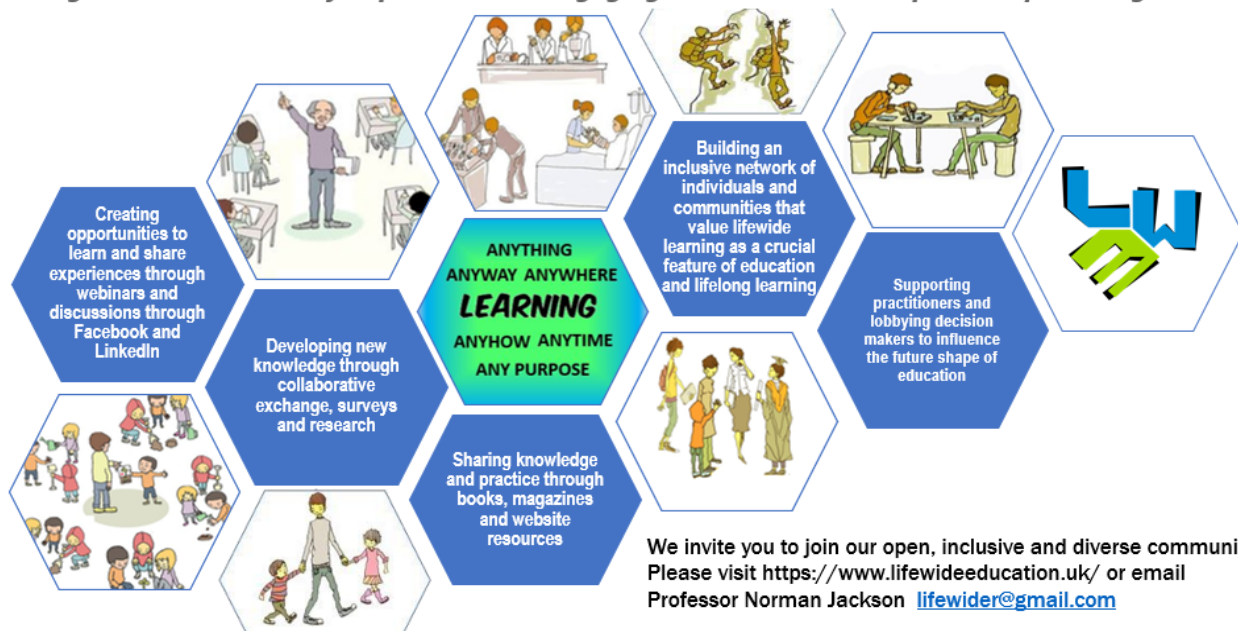 Creating
opportunities to
learn and share
experiences through
webinars and
discussions through
Facebook and
LinkedIn
Developing new
knowledge through
collaborative
exchange, surveys
and research
ANYTHING
ANYWAY ANYWHERE
LEARNING
ANYHOW ANYTIME
ANY PURPOSE
Sharing knowledge
and practice through
books, magazines
and website
resources
Building an
inclusive network of
individuals and
communities that
value lifewide
learning as a crucial
feature of education
and lifelong learning
Supporting
practitioners and
lobbying decision
makers to influence
the future shape of
education
LWE
We invite you to join our open, inclusive and diverse communi
Please visit https://www.lifewideeducation.uk/ or email
Professor Norman Jackson lifewider@gmail.com